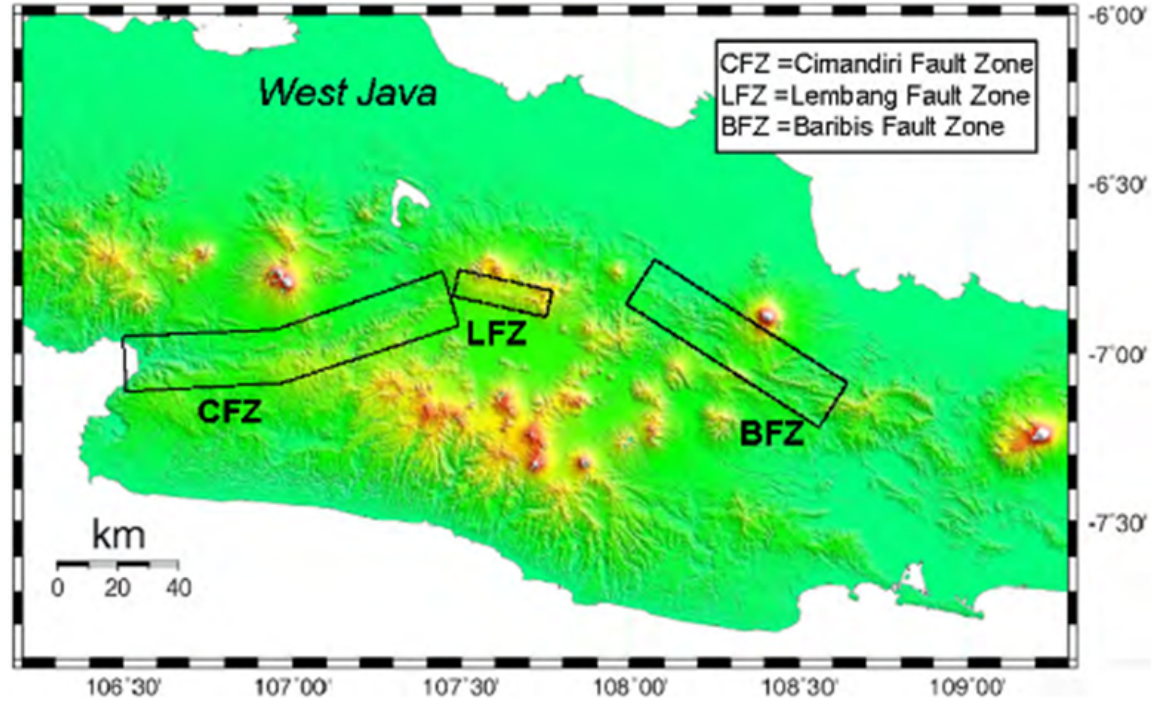 -6°00'
CFZ =Cimandiri Fault Zone
LFZ =Lembang Fault Zone
BFZ =Baribis Fault Zone
West Java
-6°30'
LFZ
-7°00'
CFZ
BFZ
-7°30'
km
0 20 40
106°30' 107°00' 107°30' 108°00' 108°30' 109°00'